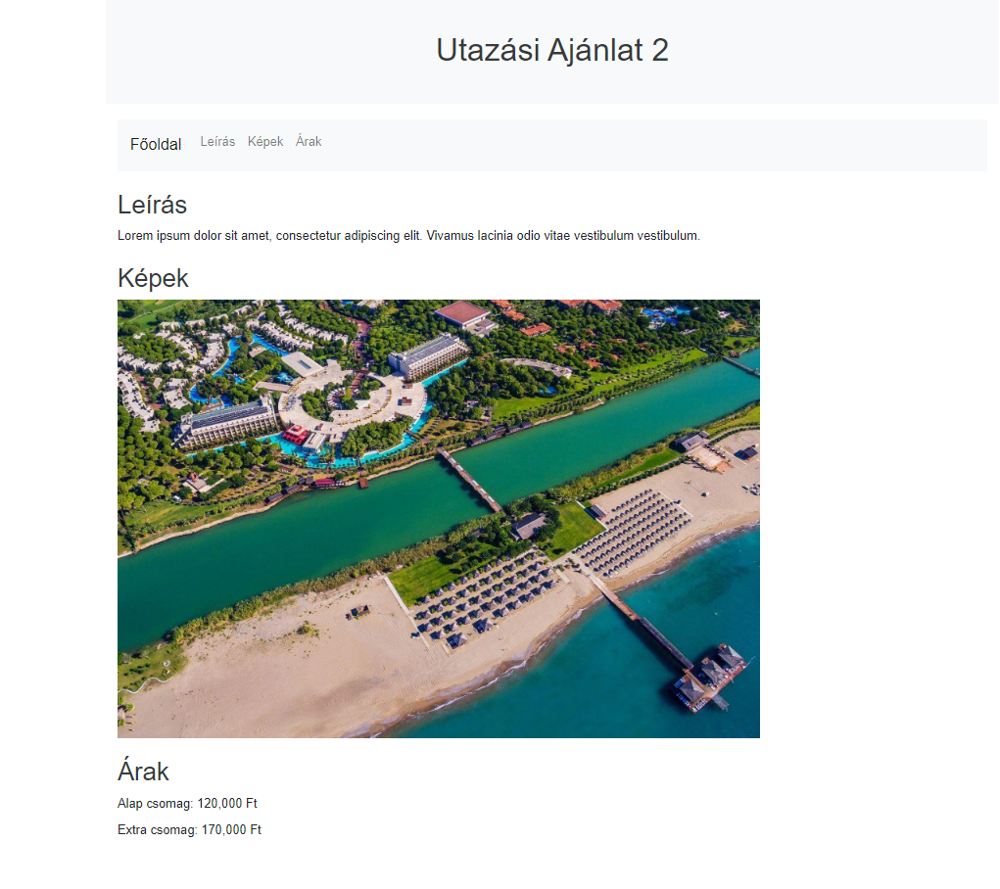 Utazási Ajánlat 2
Főoldal Leírás Képek Árak
Leírás
Lorem ipsum dolor sit amet, consectetur adipiscing elit. Vivamus lacinia odio vitae vestibulum vestibulum.
Képek
Árak
Alap csomag: 120,000 Ft
Extra csomag: 170,000 Ft